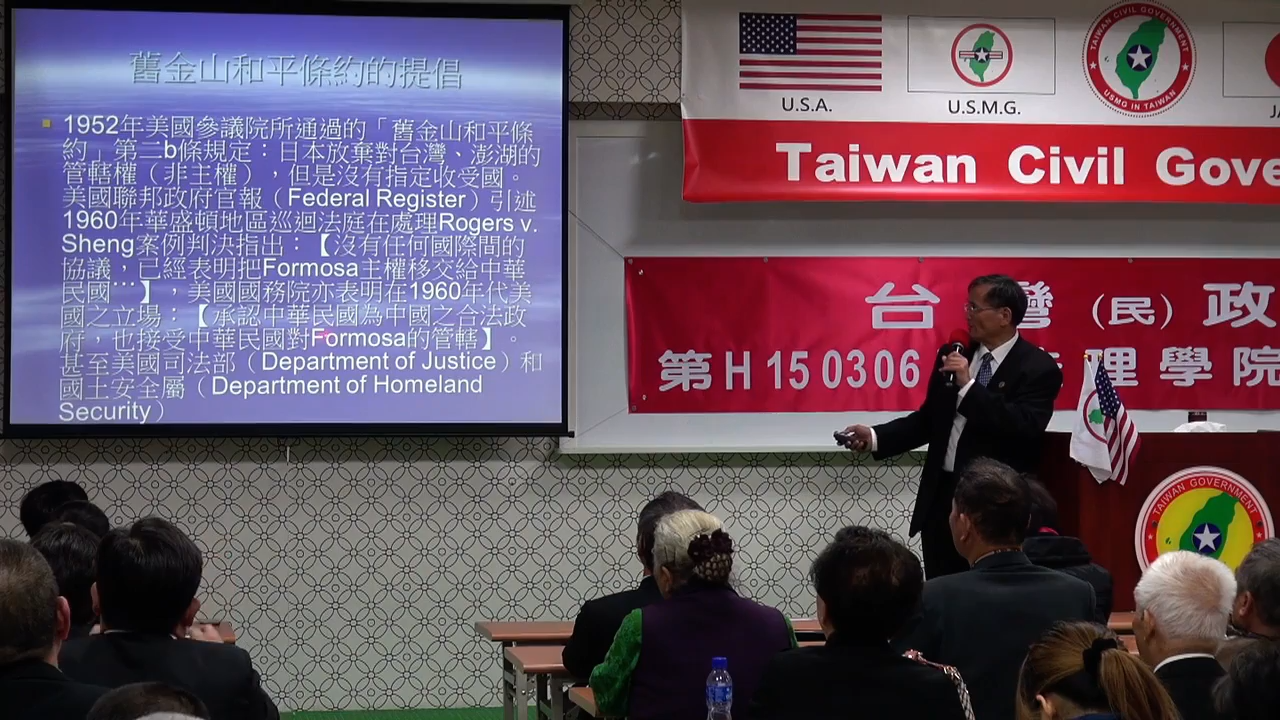 舊金山和平條約的提倡
1952年美國參議院所通過的「舊金山和平條
約」第二b條規定：日本放棄對台灣、澎湖的
管轄權（非主權），但是沒有指定收受國。
美國聯邦政府官報（Federal Register）引述
1960年華盛頓地區巡迴法庭在處理Rogers v.
Sheng案例判決指出：【沒有任何國際間的
協議，已經表明把Formosa主權移交給中華
民國…】，美國國務院亦表明在1960年代美
國之立場：【承認中華民國為中國之合法政
府，也接受中華民國對Formosa的管轄】。
甚至美國司法部（Department of Justice）和
國土安全屬（Department of Homeland
Security）
U.S.A.
U.S.M.G.
TAIWAN CIVIL GOVERNMENT
USMG IN TAIWAN
JA
Taiwan Civil Gove
台灣（民）政
第H150306
理學院
TAIWAN GOVERNMENT